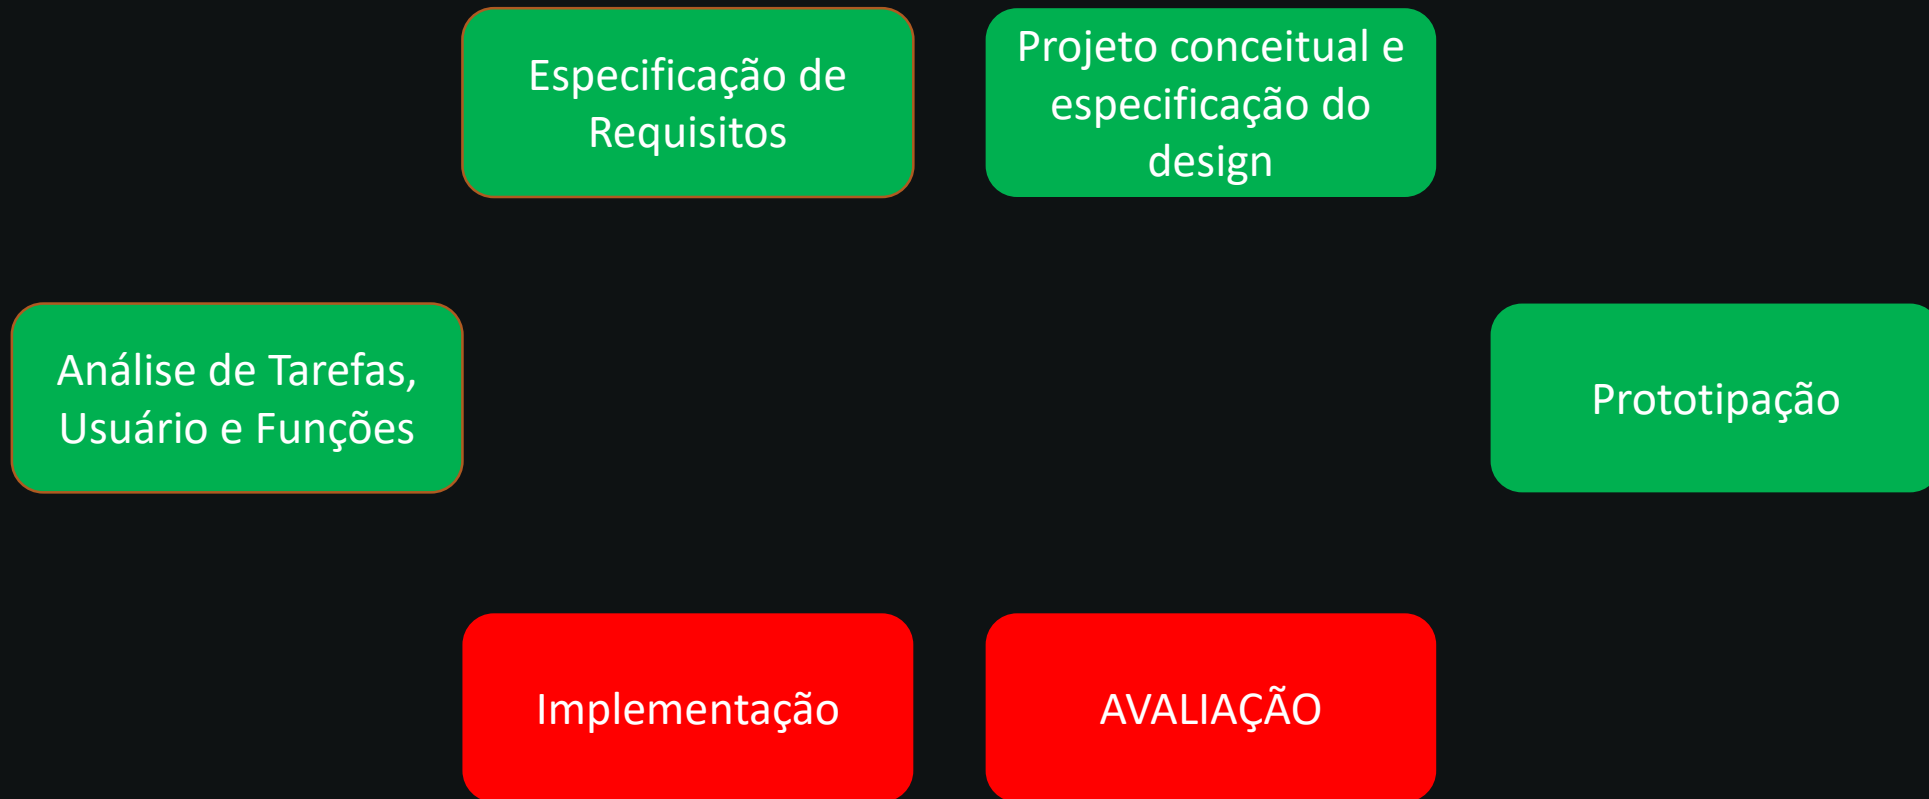 Especificação de
Requisitos
Projeto conceitual e
especificação do
design
Análise de Tarefas,
Usuário e Funções
Prototipação
Implementação
AVALIAÇÃO